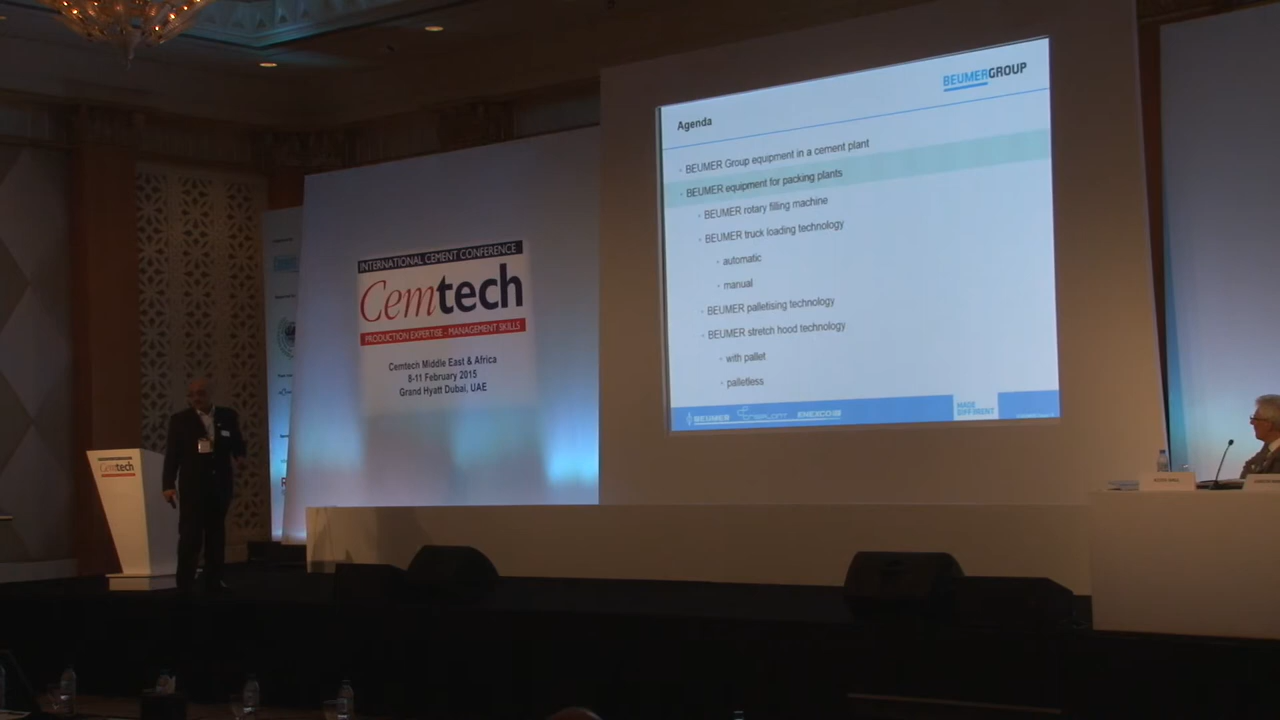 BEUMERGROUP
Agenda
BEUMER Group equipment in a cement plant
BEUMER equipment for packing plants
BEUMER rotary filling machine
BEUMER truck loading technology
automatic
manual
BEUMER palletising technology
BEUMER stretch hood technology
with pallet
palletless
BEUMER
ENEXCO
MADE
DIFFERENT
INTERNATIONAL CEMENT CONFERENCE
Cemtech
PRODUCTION EXPERTISE - MANAGEMENT SKILLS
Cemtech Middle East & Africa
8-11 February 2015
Grand Hyatt Dubai, UAE
Cemtech